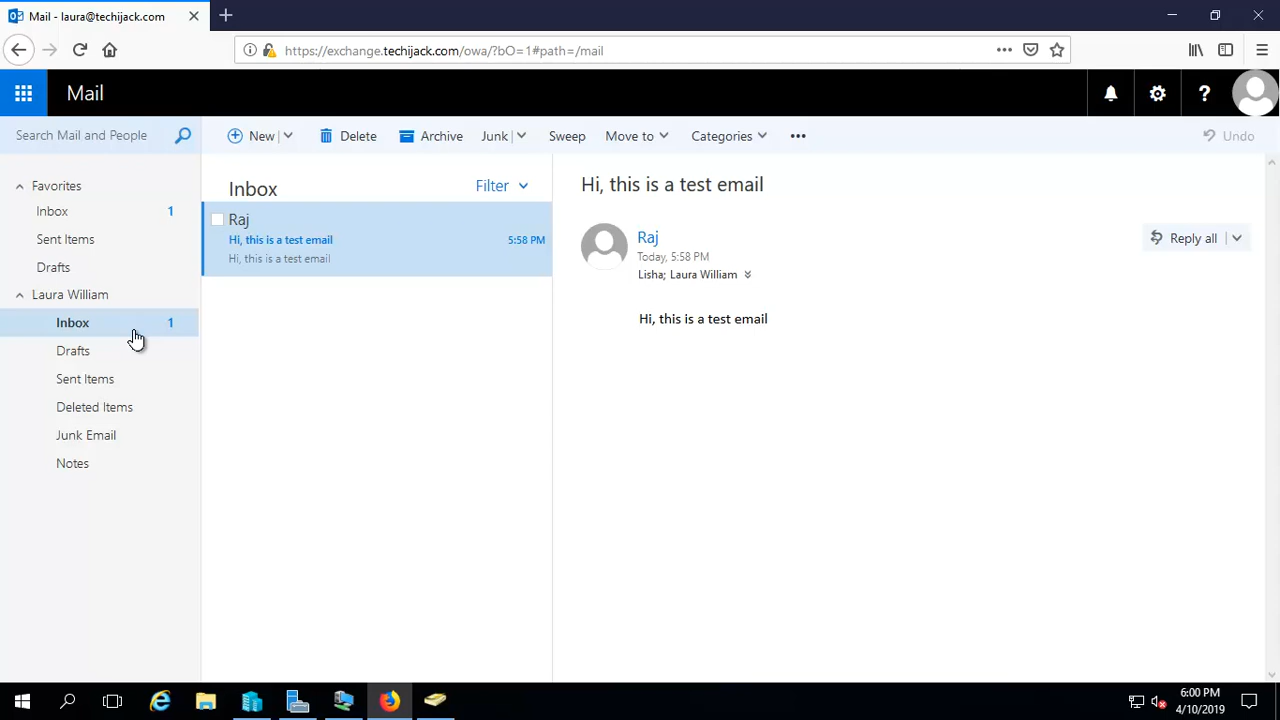 Mail - laura@techijack.com
https://exchange.techijack.com/owa/?bO=1#path=/mail
Mail
Search Mail and People
New
Delete
Archive
Junk
Sweep
Move to
Categories
Undo
Favorites
Inbox 1
Sent Items
Drafts
Laura William
Inbox 1
Drafts
Sent Items
Deleted Items
Junk Email
Notes
Inbox
Filter
Raj
Hi, this is a test email 5:58 PM
Hi, this is a test email
Hi, this is a test email
Raj
Reply all
Today, 5:58 PM
Lisha; Laura William
Hi, this is a test email
6:00 PM
4/10/2019